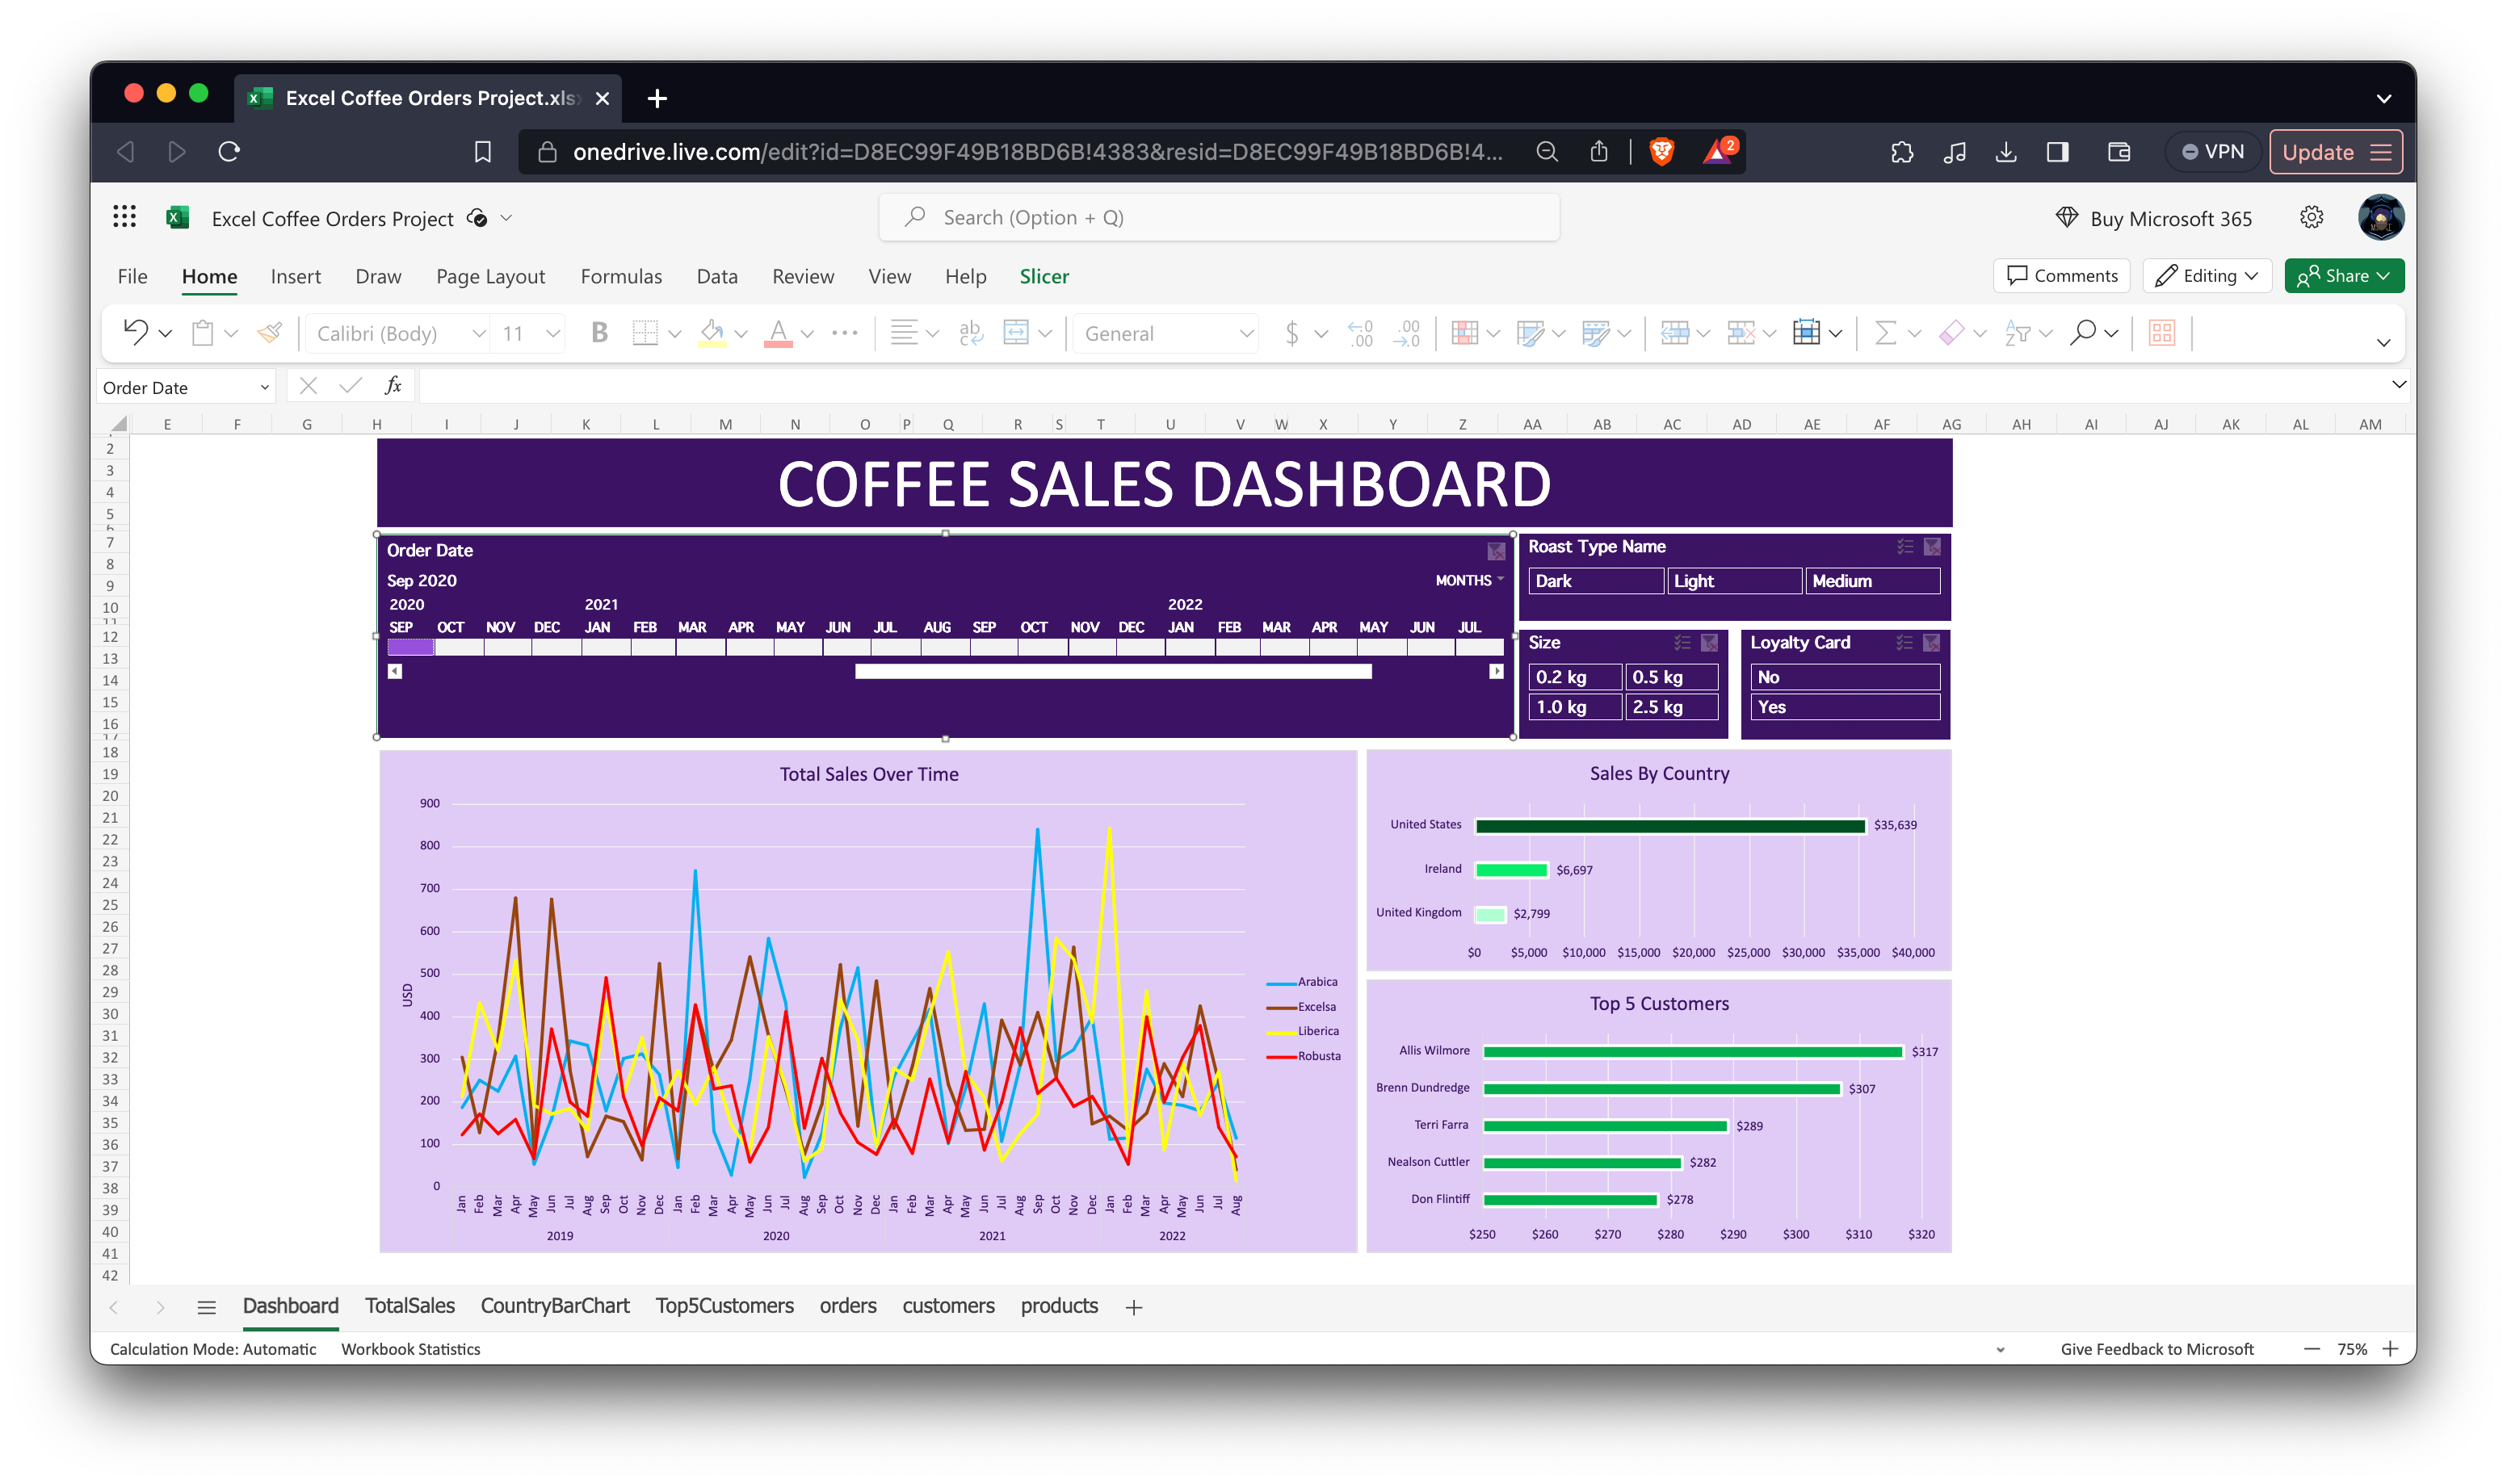 Excel Coffee Orders Project.xls
onedrive.live.com/edit?id=D8EC99F49B18BD6B!4383&resid=D8EC99F49B18BD6B!4... 2 VPN Update
Excel Coffee Orders Project Search (Option + Q) Buy Microsoft 365
File Home Insert Draw Page Layout Formulas Data Review View Help Slicer Comments Editing Share
Calibri (Body) 11 B A ... ab General $ .00 .00
Order Date fx
E F G H I J K L M N O P Q R S T U V W X Y Z AA AB AC AD AE AF AG AH AI AJ AK AL AM
2
3
4
5
6
7
8
9
10
11
12
13
14
15
16
17
18
19
20
21
22
23
24
25
26
27
28
29
30
31
32
33
34
35
36
37
38
39
40
41
42
COFFEE SALES DASHBOARD
Order Date
Sep 2020 MONTHS
2020 2021 2022
SEP OCT NOV DEC JAN FEB MAR APR MAY JUN JUL AUG SEP OCT NOV DEC JAN FEB MAR APR MAY JUN JUL
Roast Type Name
Dark Light Medium
Size
0.2 kg 0.5 kg
1.0 kg 2.5 kg
Loyalty Card
No
Yes
Total Sales Over Time
900
800
700
600
500
400
300
200
100
0
USD
Jan Feb Mar Apr May Jun Jul Aug Sep Oct Nov Dec Jan Feb Mar Apr May Jun Jul Aug Sep Oct Nov Dec Jan Feb Mar Apr May Jun Jul Aug Sep Oct Nov Dec Jan Feb Mar Apr May Jun Jul Aug
2019 2020 2021 2022
Arabica
Excelsa
Liberica
Robusta
Sales By Country
United States $35,639
Ireland $6,697
United Kingdom $2,799
$0 $5,000 $10,000 $15,000 $20,000 $25,000 $30,000 $35,000 $40,000
Top 5 Customers
Allis Wilmore $317
Brenn Dundredge $307
Terri Farra $289
Nealson Cuttler $282
Don Flintiff $278
$250 $260 $270 $280 $290 $300 $310 $320
Dashboard TotalSales CountryBarChart Top5Customers orders customers products
Calculation Mode: Automatic Workbook Statistics Give Feedback to Microsoft 75%